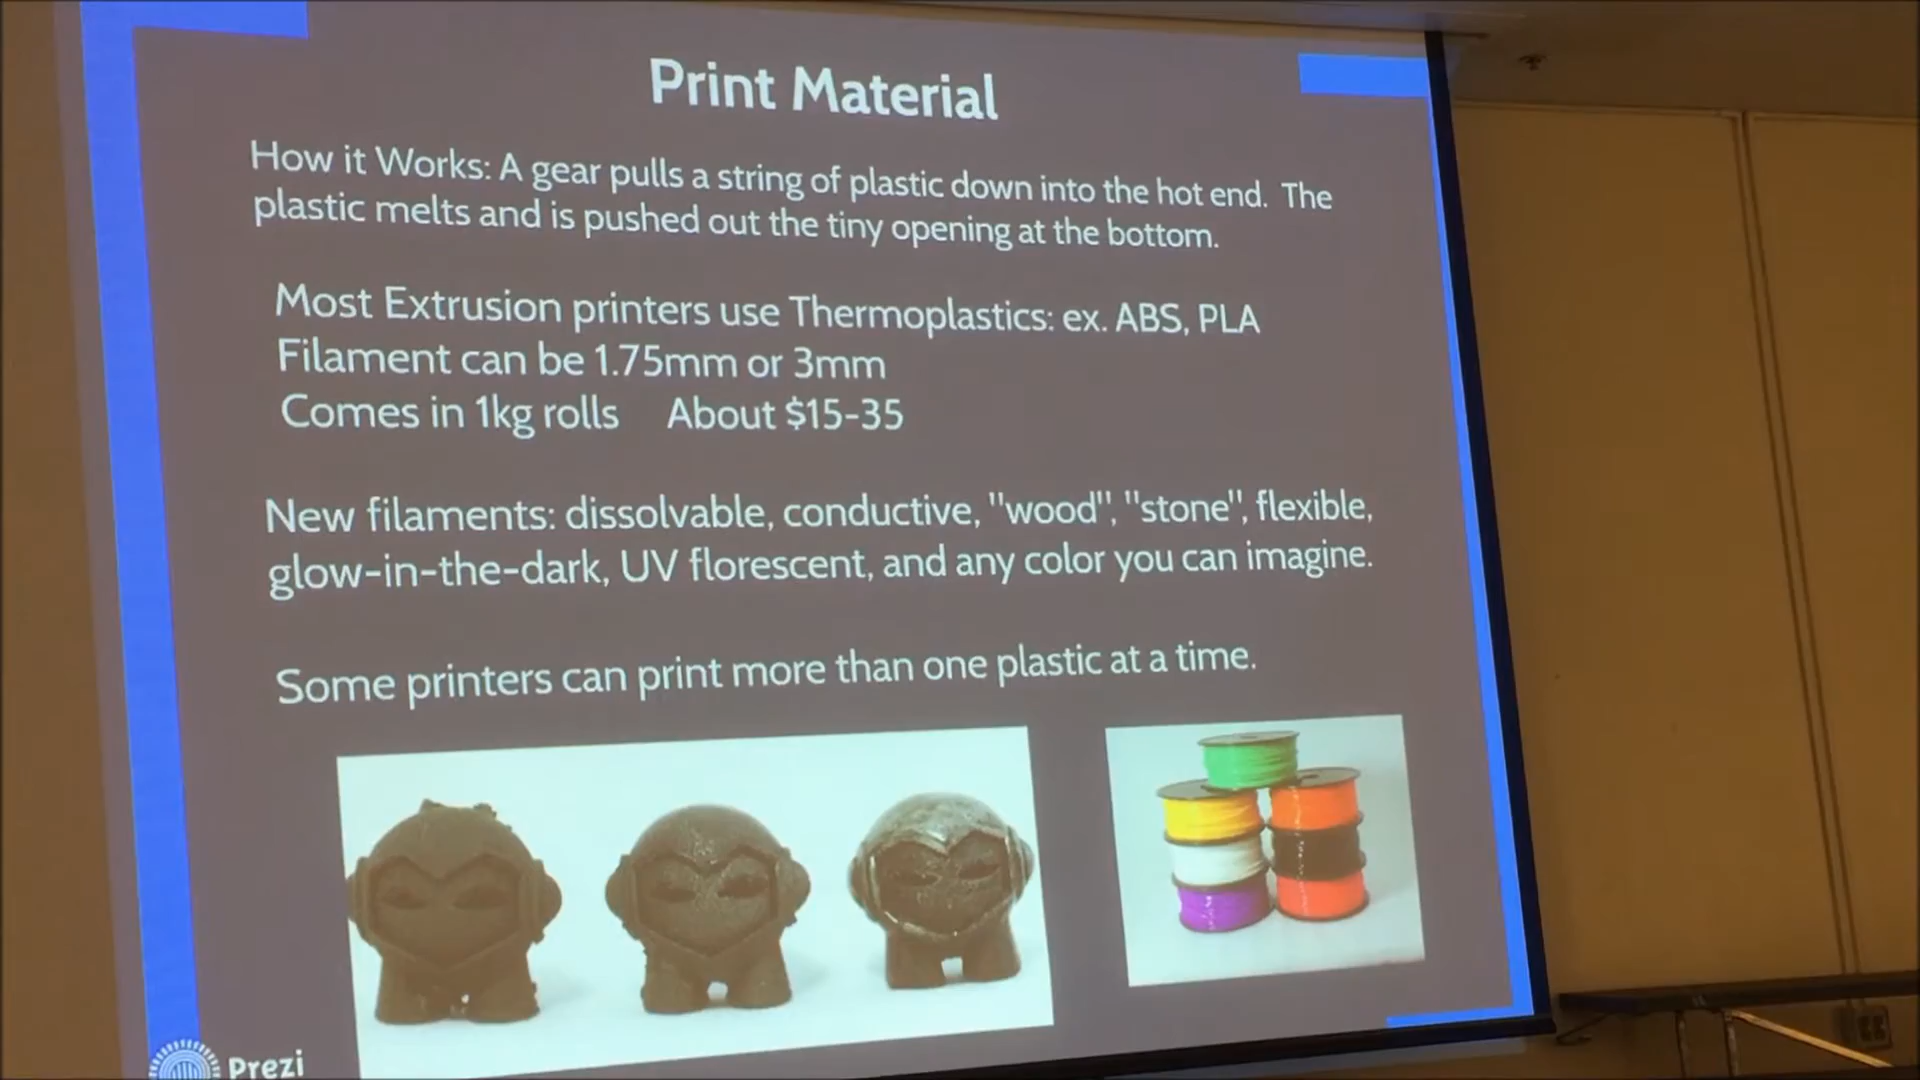 Print Material
How it Works: A gear pulls a string of plastic down into the hot end. The
plastic melts and is pushed out the tiny opening at the bottom.
Most Extrusion printers use Thermoplastics: ex. ABS, PLA
Filament can be 1.75mm or 3mm
Comes in 1kg rolls About $15-35
New filaments: dissolvable, conductive, "wood", "stone", flexible,
glow-in-the-dark, UV florescent, and any color you can imagine.
Some printers can print more than one plastic at a time.
Prezi